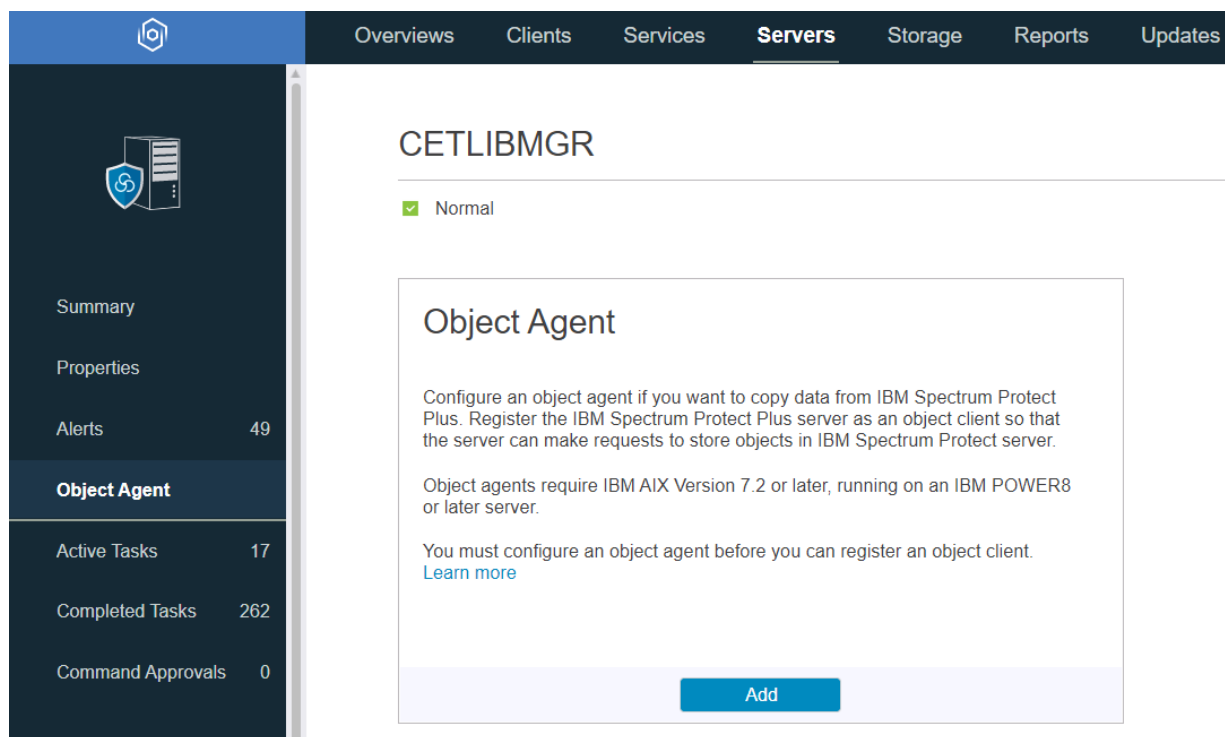 Overviews Clients Services Servers Storage Reports Updates
CETLIBMGR
Normal
Summary
Properties
Alerts 49
Object Agent
Active Tasks 17
Completed Tasks 262
Command Approvals 0
Object Agent
Configure an object agent if you want to copy data from IBM Spectrum Protect
Plus. Register the IBM Spectrum Protect Plus server as an object client so that
the server can make requests to store objects in IBM Spectrum Protect server.
Object agents require IBM AIX Version 7.2 or later, running on an IBM POWER8
or later server.
You must configure an object agent before you can register an object client.
Learn more
Add